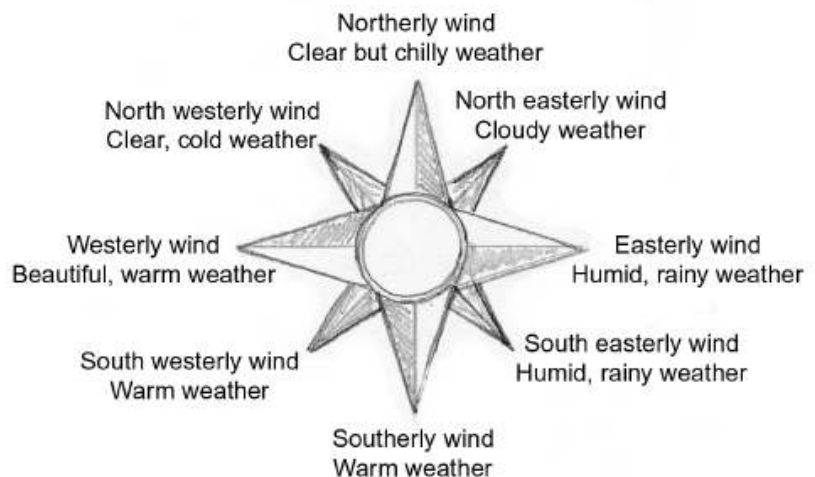 Northerly wind
Clear but chilly weather
North westerly wind
Clear, cold weather
North easterly wind
Cloudy weather
Westerly wind
Beautiful, warm weather
Easterly wind
Humid, rainy weather
South westerly wind
Warm weather
South easterly wind
Humid, rainy weather
Southerly wind
Warm weather